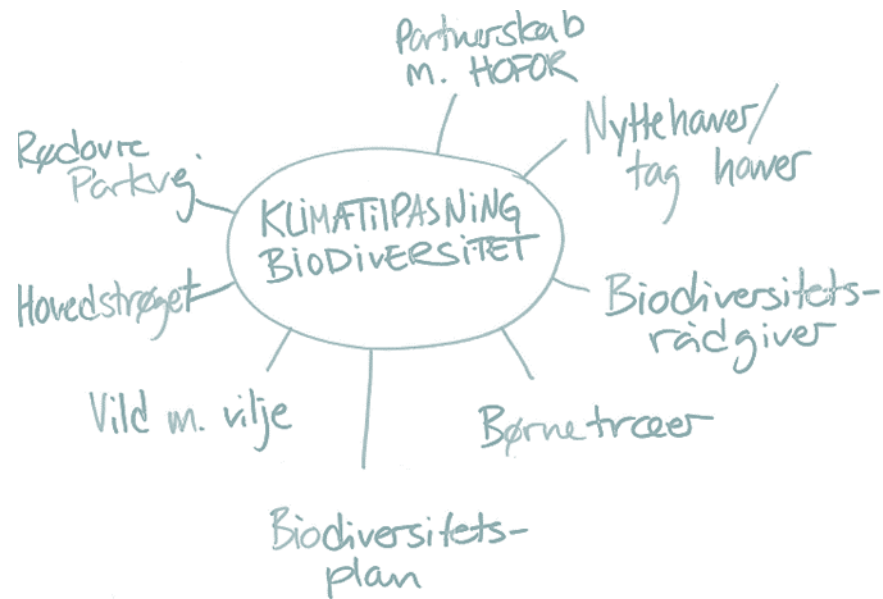 Partnerskab
m. HOFOR
Nyttehaver/
tag haver
Rødovre
Parkvej
KLIMATILPASNING
BIODIVERSITET
Hovedstrøget
Biodiversitets-
rådgiver
Vild m. vilje
Børnetræer
Biodiversitets-
plan